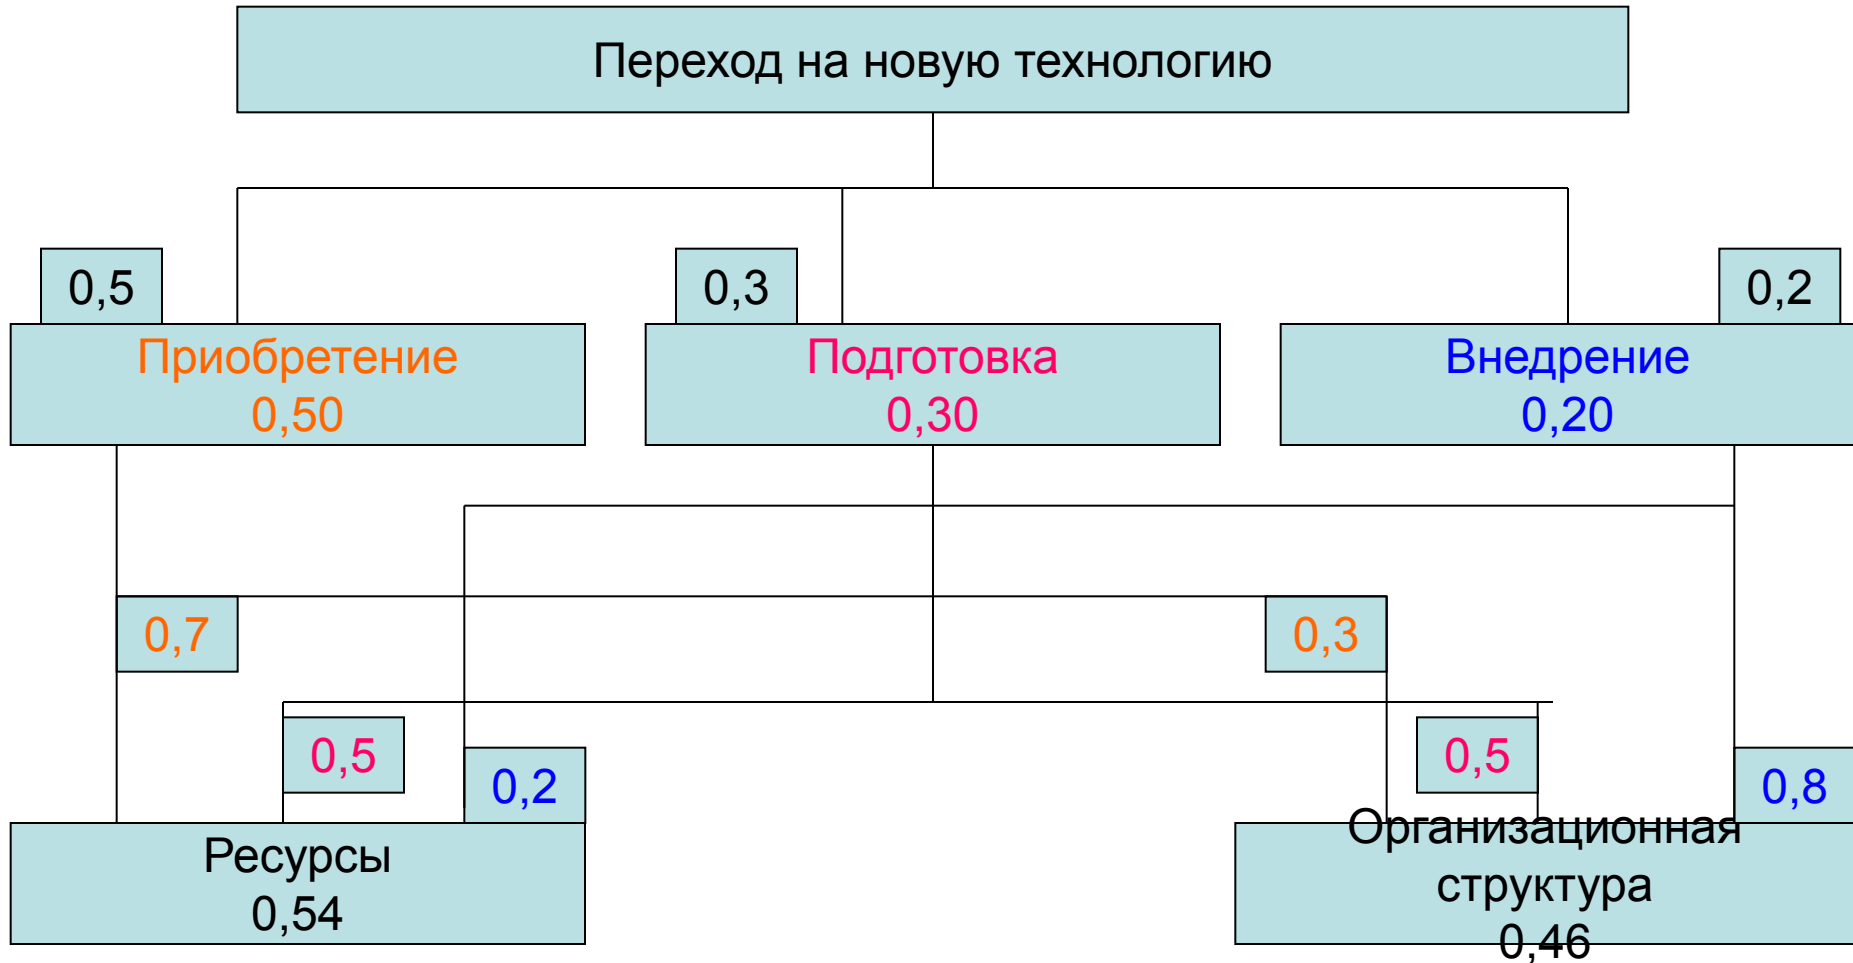 Переход на новую технологию
0,5
0,3
0,2
Приобретение
0,50
Подготовка
0,30
Внедрение
0,20
0,7
0,3
0,5
0,2
0,5
0,8
Ресурсы
0,54
Организационная
структура
0,46